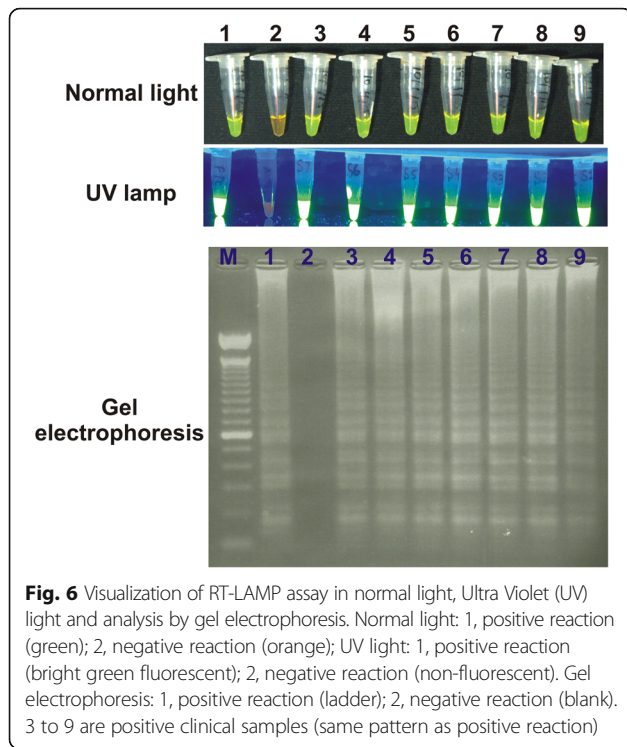 1 2 3 4 5 6 7 8 9
Normal light
UV lamp
M 1 2 3 4 5 6 7 8 9
Gel
electrophoresis
Fig. 6 Visualization of RT-LAMP assay in normal light, Ultra Violet (UV)
light and analysis by gel electrophoresis. Normal light: 1, positive reaction
(green); 2, negative reaction (orange); UV light: 1, positive reaction
(bright green fluorescent); 2, negative reaction (non-fluorescent). Gel
electrophoresis: 1, positive reaction (ladder); 2, negative reaction (blank).
3 to 9 are positive clinical samples (same pattern as positive reaction)